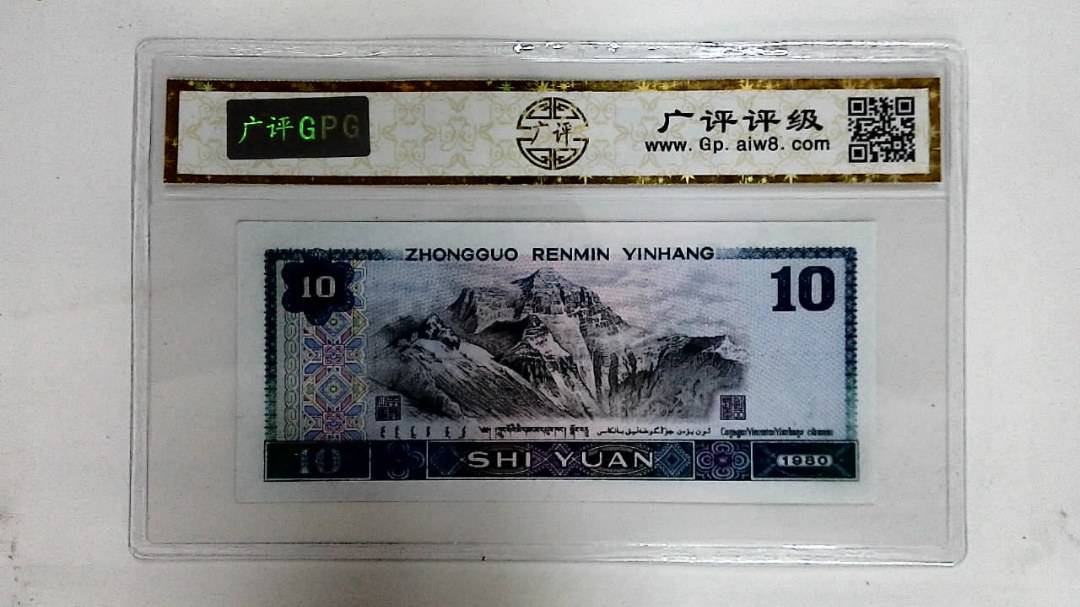 广评GPG
广评
广评评级
www.Gp.aiw8.com
ZHONGGUO RENMIN YINHANG
10
10
10
SHI YUAN
1980